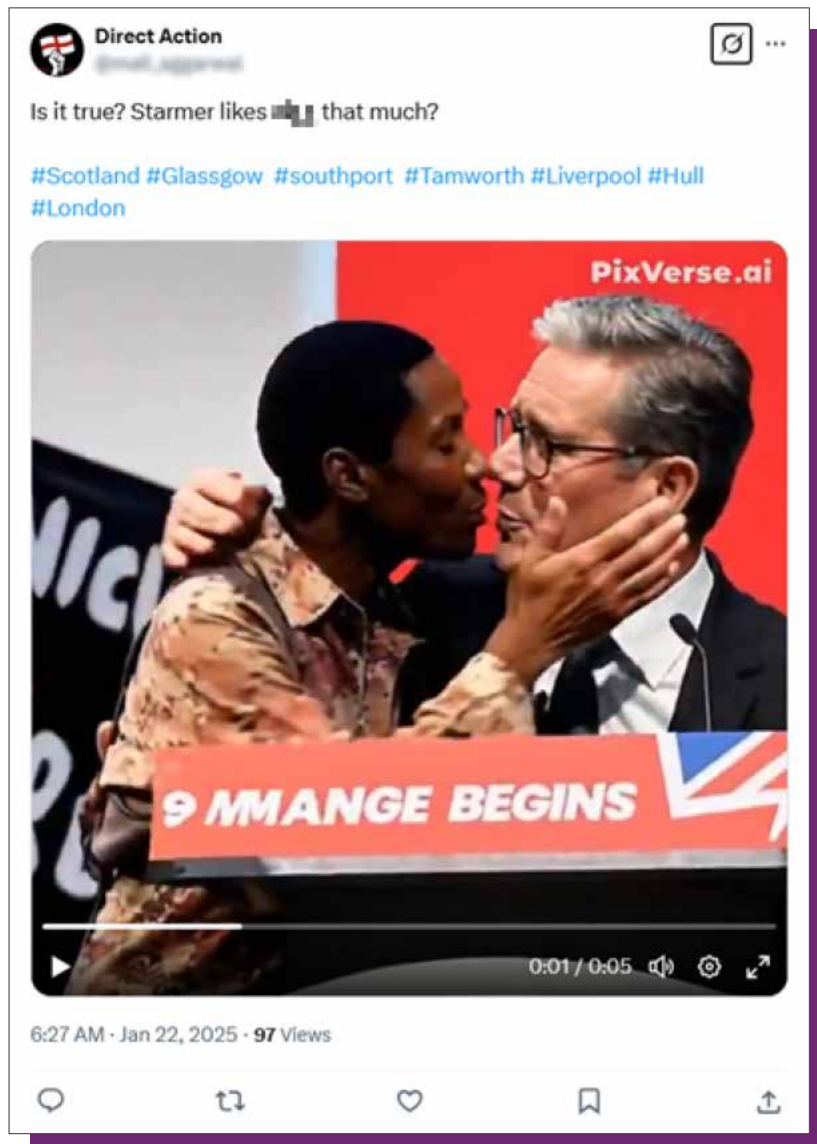 Direct Action
Is it true? Starmer likes that much?
#Scotland #Glassgow #southport #Tamworth #Liverpool #Hull
#London
PixVerse.ai
9 MMANGE BEGINS
0:01 / 0:05
6:27 AM · Jan 22, 2025 · 97 Views